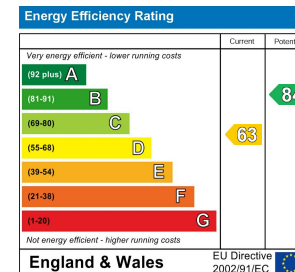 Energy Efficiency Rating
Current
Very energy efficient - lower running costs
(92 plus) A
(81-91) B
(69-80) C
(55-68) D
(39-54) E
(21-38) F
(1-20) G
63
Not energy efficient - higher running costs
England & Wales
EU Directive
2002/91/EC